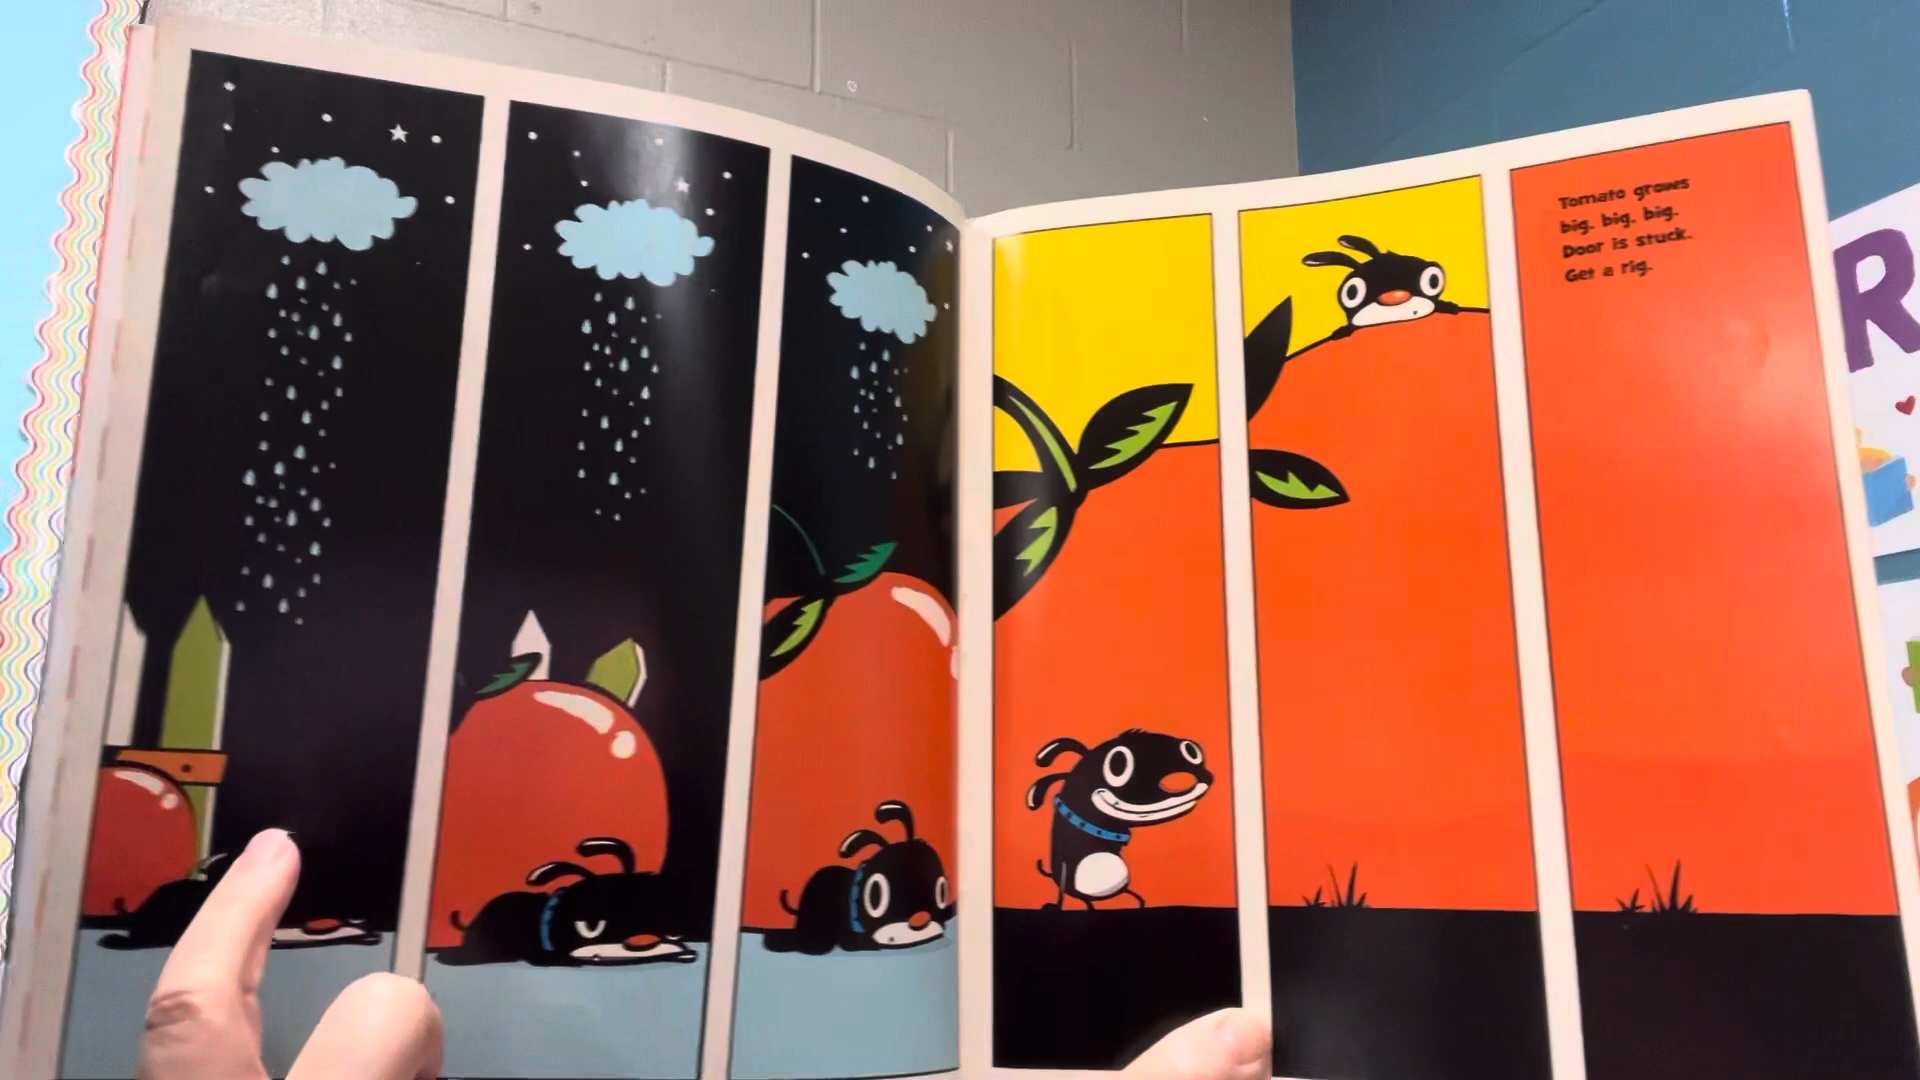 Tomato grows
big. big. big.
Door is stuck.
Get a rig.
R